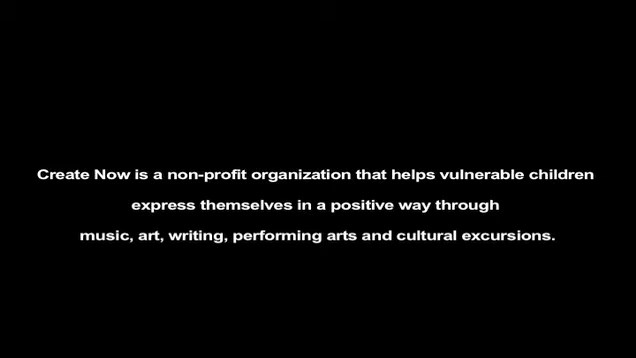 Create Now is a non-profit organization that helps vulnerable children
express themselves in a positive way through
music, art, writing, performing arts and cultural excursions.